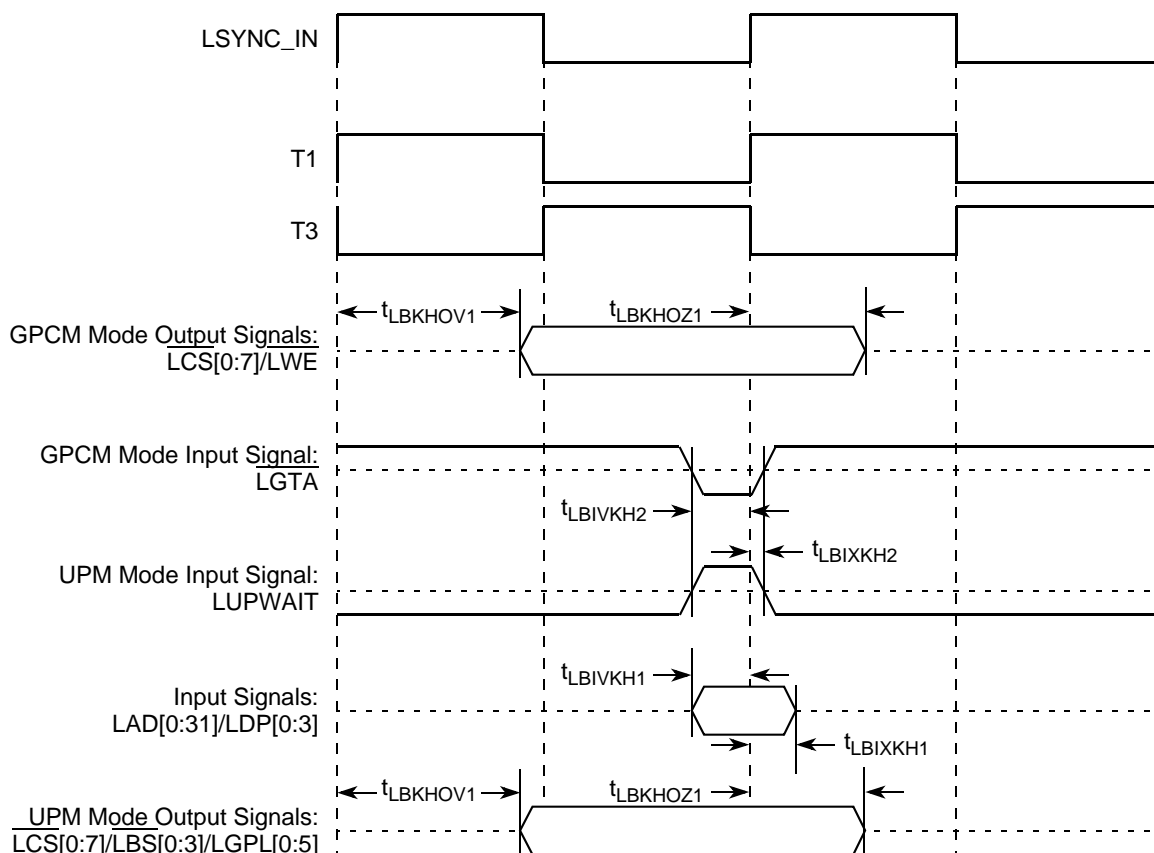 LSYNC_IN
T1
T3
tLBKHOV1
tLBKHOZ1
GPCM Mode Output Signals:
LCS[0:7]/LWE
GPCM Mode Input Signal:
LGTA
tLBIVKH2
tLBIXKH2
UPM Mode Input Signal:
LUPWAIT
tLBIVKH1
Input Signals:
LAD[0:31]/LDP[0:3]
tLBIXKH1
tLBKHOV1
tLBKHOZ1
UPM Mode Output Signals:
LCS[0:7]/LBS[0:3]/LGPL[0:5]